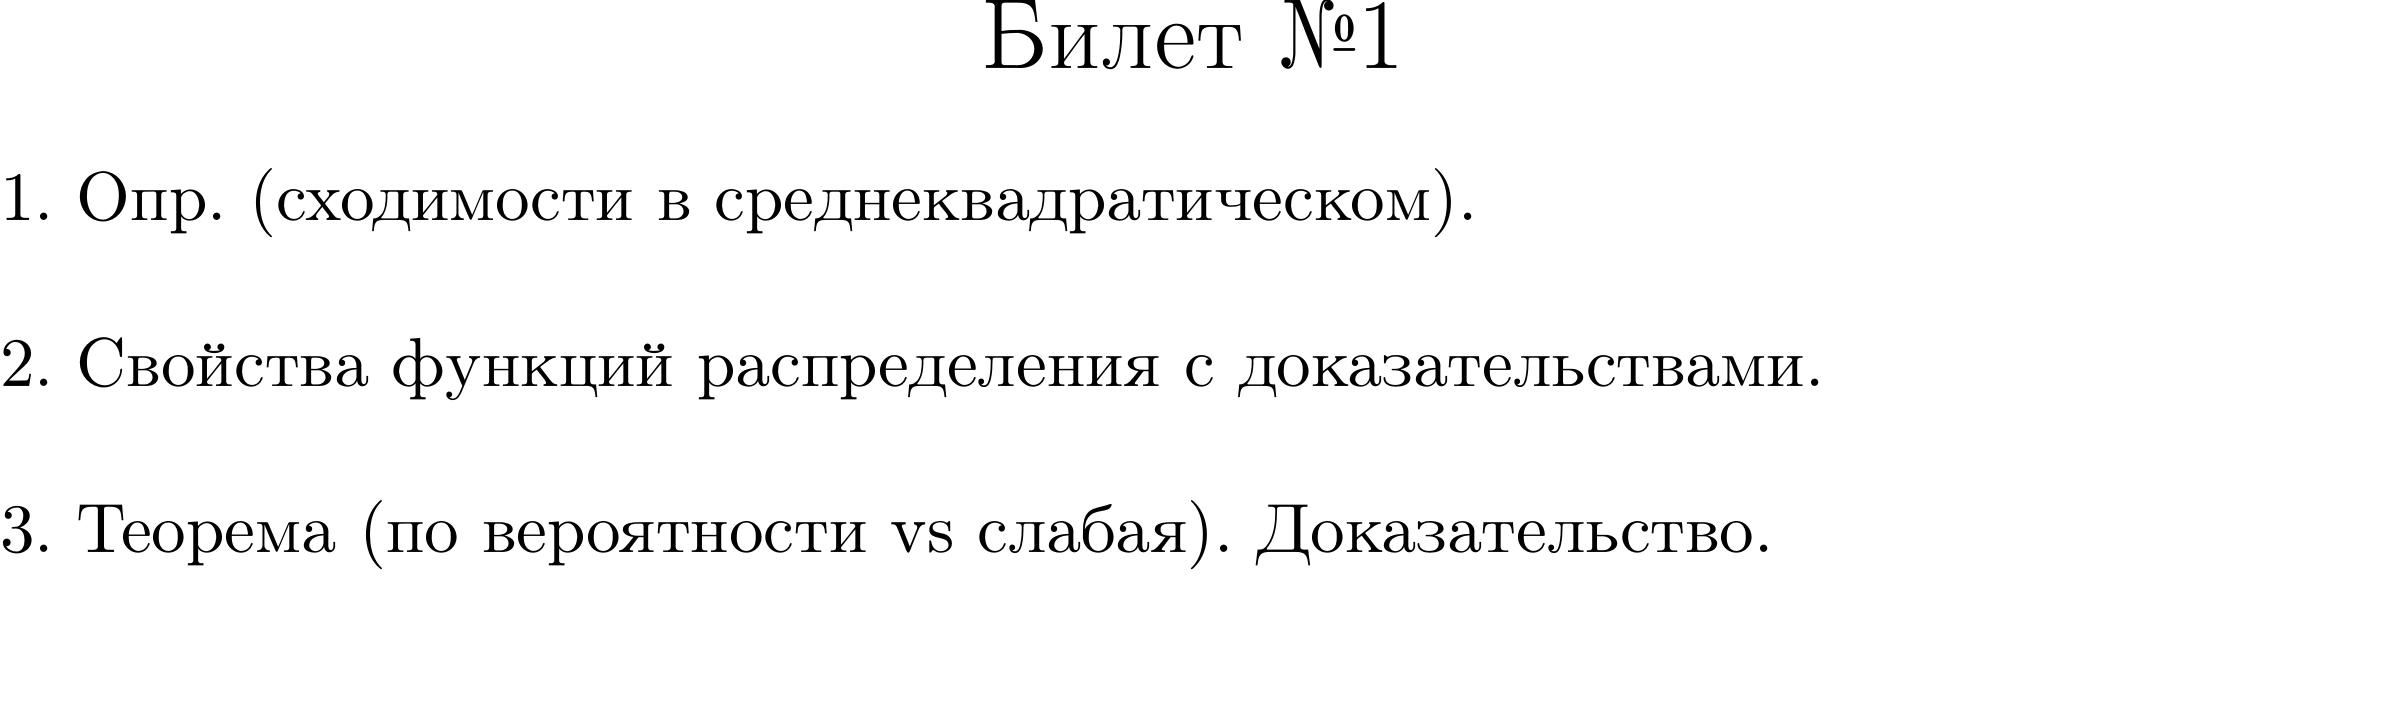 Билет №1
1. Опр. (сходимости в среднеквадратическом).
2. Свойства функций распределения с доказательствами.
3. Теорема (по вероятности vs слабая). Доказательство.